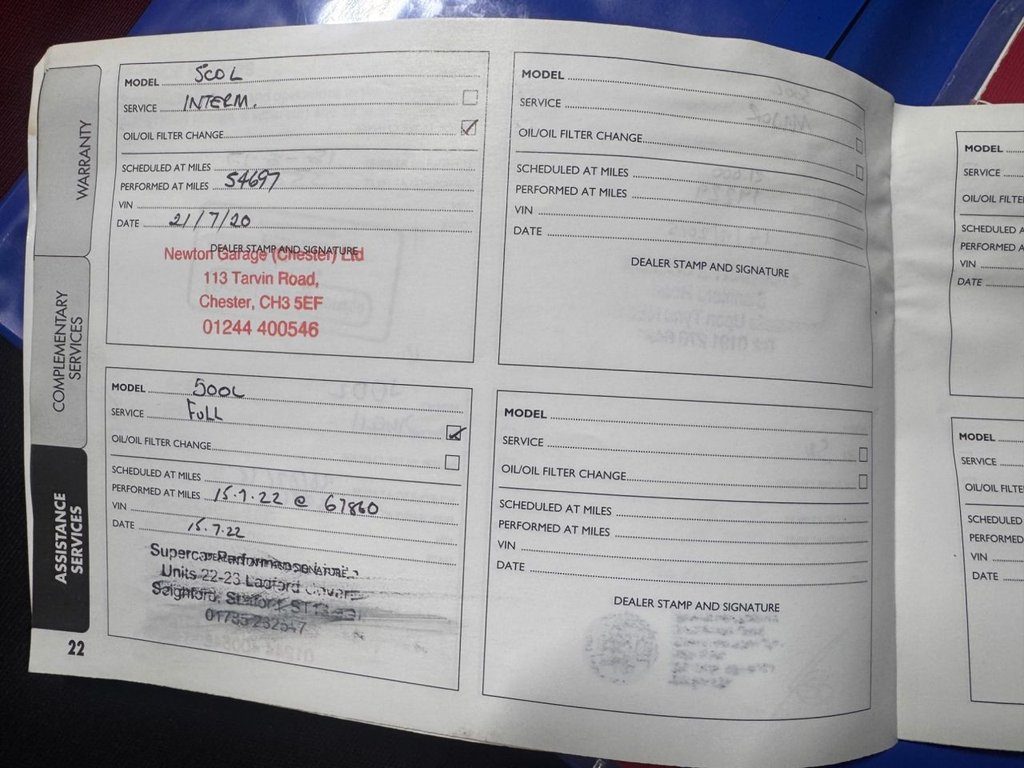 WARRANTY
COMPLEMENTARY
SERVICES
ASSISTANCE
SERVICES
22
MODEL 500L
SERVICE INTERM.
OIL/OIL FILTER CHANGE
SCHEDULED AT MILES
PERFORMED AT MILES 54697
VIN
DATE 21/7/20
DEALER STAMP AND SIGNATURE
Newton Garage (Chester) Ltd
113 Tarvin Road,
Chester, CH3 5EF
01244 400546
MODEL 500L
SERVICE FULL
OIL/OIL FILTER CHANGE
SCHEDULED AT MILES
PERFORMED AT MILES 15.7.22 @ 67860
VIN
DATE 15.7.22
Supercar Performance
Units 22-23 Ladford
Seighford, Stafford,
MODEL
SERVICE
OIL/OIL FILTER CHANGE
SCHEDULED AT MILES
PERFORMED AT MILES
VIN
DATE
DEALER STAMP AND SIGNATURE
MODEL
SERVICE
OIL/OIL FILTER CHANGE
SCHEDULED AT MILES
PERFORMED AT MILES
VIN
DATE
DEALER STAMP AND SIGNATURE
MODEL
SERVICE
OIL/OIL FILTE
SCHEDULED A
PERFORMED A
VIN
DATE
MODEL
SERVICE
OIL/OIL FILTE
SCHEDULED
PERFORMED
VIN
DATE